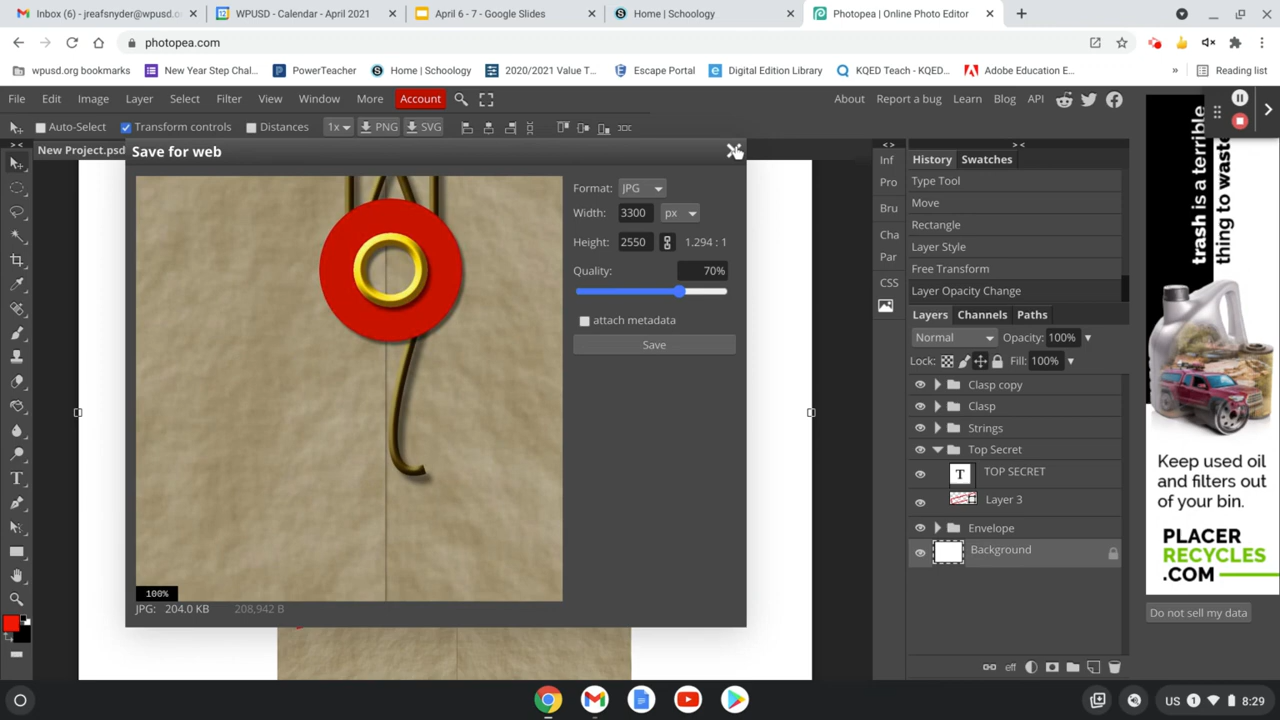 Inbox (6) - jreafsnyder@wpusd.o
WPUSD - Calendar - April 2021
April 6 - 7 - Google Slides
Home | Schoology
Photopea | Online Photo Editor
photopea.com
wpusd.org bookmarks
New Year Step Chal...
PowerTeacher
Home | Schoology
2020/2021 Value T...
Escape Portal
Digital Edition Library
KQED Teach - KQED...
Adobe Education E...
»
Reading list
File Edit Image Layer Select Filter View Window More Account
About Report a bug Learn Blog API
Auto-Select Transform controls Distances 1x PNG SVG
New Project.psd
Save for web
Format: JPG
Width: 3300 px
Height: 2550 1.294 : 1
Quality: 70%
attach metadata
Save
100%
JPG: 204.0 KB 208,942 B
<> ><
Inf
Pro
Bru
Cha
Par
CSS
History Swatches
Type Tool
Move
Rectangle
Layer Style
Free Transform
Layer Opacity Change
Layers Channels Paths
Normal Opacity: 100%
Lock: Fill: 100%
Clasp copy
Clasp
Strings
Top Secret
T TOP SECRET
Layer 3
Envelope
Background
eff
trash is a terrible
thing to waste
Keep used oil
and filters out
of your bin.
PLACER
RECYCLES
.COM
Do not sell my data
US 1 8:29